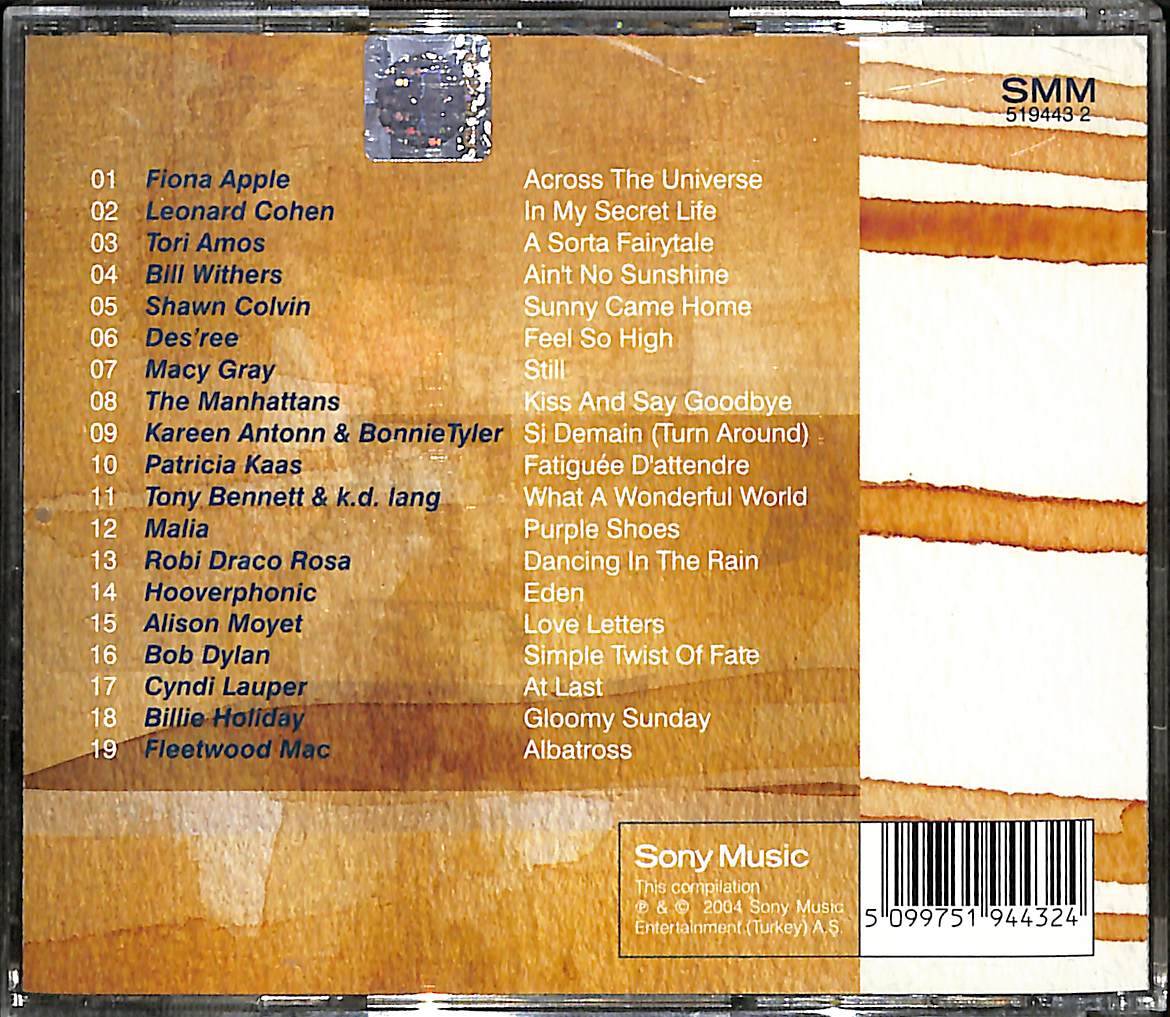 SMM
519443 2
01 Fiona Apple Across The Universe
02 Leonard Cohen In My Secret Life
03 Tori Amos A Sorta Fairytale
04 Bill Withers Ain't No Sunshine
05 Shawn Colvin Sunny Came Home
06 Des'ree Feel So High
07 Macy Gray Still
08 The Manhattans Kiss And Say Goodbye
09 Kareen Antonn & BonnieTyler Si Demain (Turn Around)
10 Patricia Kaas Fatiguée D'attendre
11 Tony Bennett & k.d. lang What A Wonderful World
12 Malia Purple Shoes
13 Robi Draco Rosa Dancing In The Rain
14 Hooverphonic Eden
15 Alison Moyet Love Letters
16 Bob Dylan Simple Twist Of Fate
17 Cyndi Lauper At Last
18 Billie Holiday Gloomy Sunday
19 Fleetwood Mac Albatross
Sony Music
This compilation
℗ & © 2004 Sony Music
Entertainment (Turkey) A.Ş.
5 099751 944324